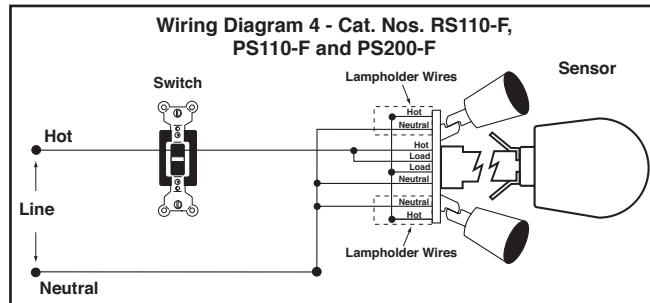 Wiring Diagram 4 - Cat. Nos. RS110-F,
PS110-F and PS200-F
Switch
Lampholder Wires
Sensor
Hot
Neutral
Hot
Hot
Load
Load
Line
Neutral
Neutral
Hot
Lampholder Wires
Neutral